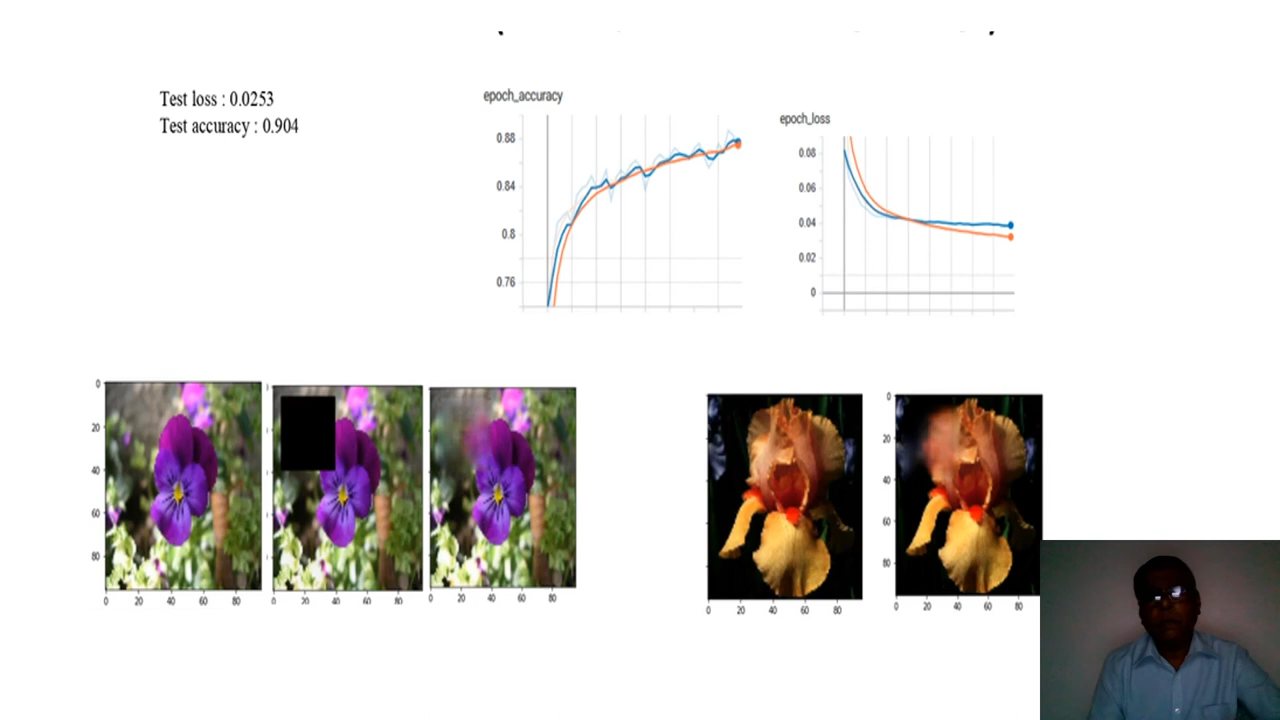 Test loss : 0.0253
Test accuracy : 0.904
epoch_accuracy
0.88
0.84
0.8
0.76
epoch_loss
0.08
0.06
0.04
0.02
0
0
20
40
60
80
0 20 40 60 80
0 20 40 60 80
0 20 40 60 80
0 20 40 60 80
0
20
40
60
80
0 20 40 60 80